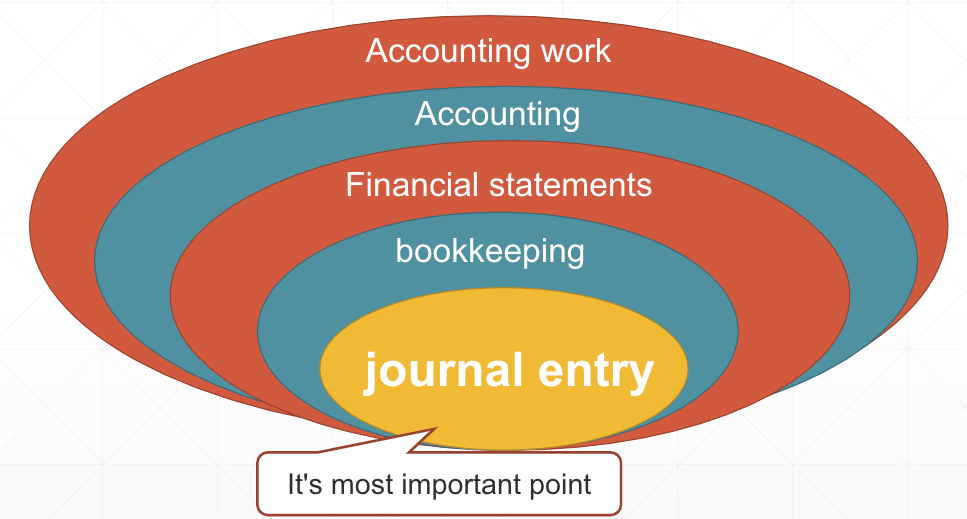 Accounting work
Accounting
Financial statements
bookkeeping
journal entry
It's most important point